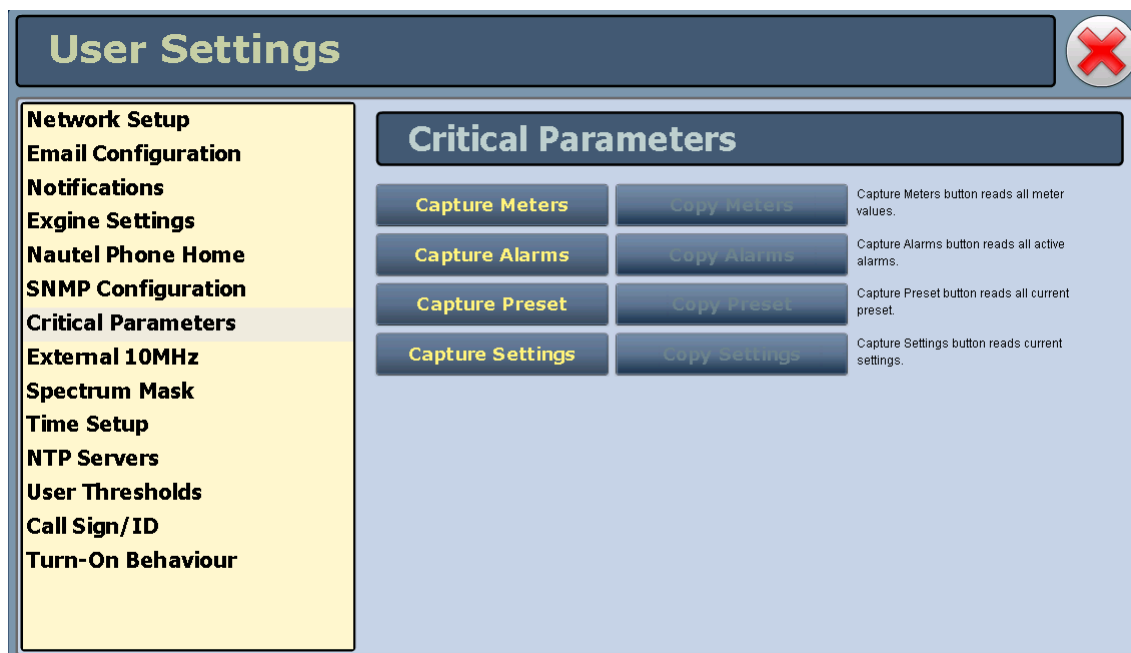 User Settings
Network Setup
Email Configuration
Notifications
Exgine Settings
Nautel Phone Home
SNMP Configuration
Critical Parameters
External 10MHz
Spectrum Mask
Time Setup
NTP Servers
User Thresholds
Call Sign/ID
Turn-On Behaviour
Critical Parameters
Capture Meters
Copy Meters
Capture Meters button reads all meter
values.
Capture Alarms
Copy Alarms
Capture Alarms button reads all active
alarms.
Capture Preset
Copy Preset
Capture Preset button reads all current
preset.
Capture Settings
Copy Settings
Capture Settings button reads current
settings.